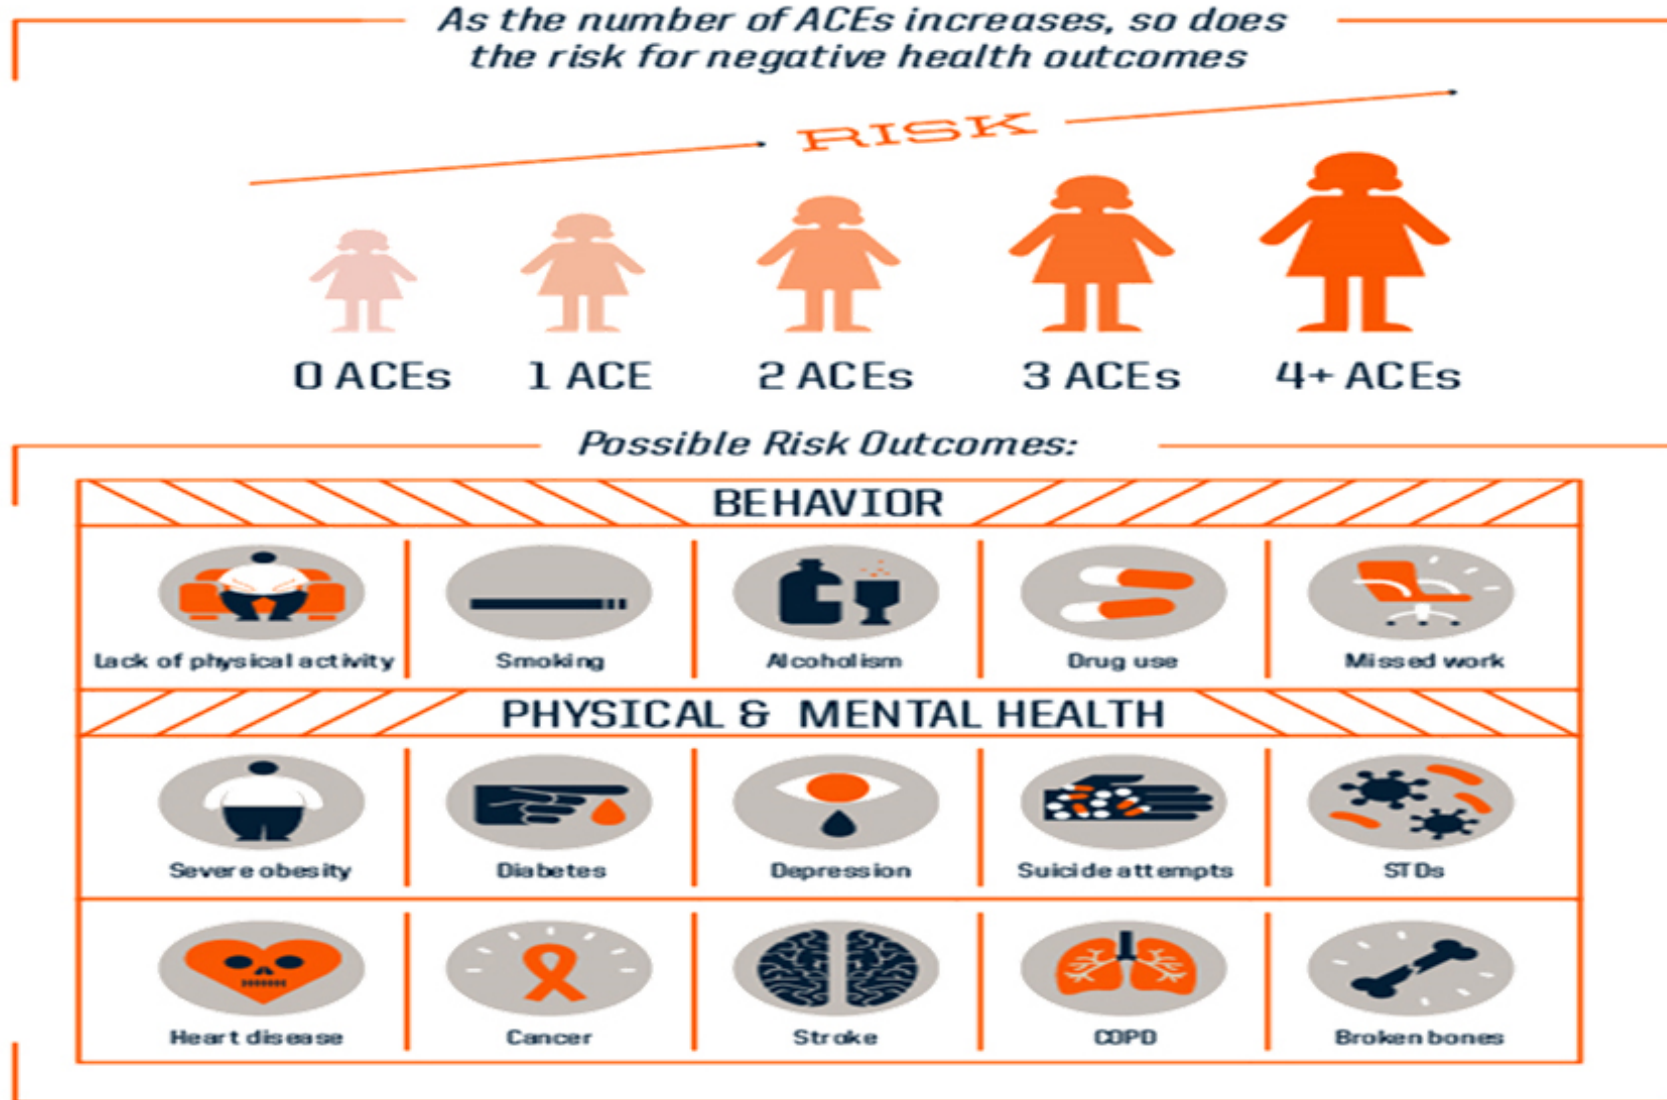 As the number of ACEs increases, so does
the risk for negative health outcomes
RISK
0 ACEs
1 ACE
2 ACEs
3 ACEs
4+ ACEs
Possible Risk Outcomes:
BEHAVIOR
Lack of physical activity
Smoking
Alcoholism
Drug use
Missed work
PHYSICAL & MENTAL HEALTH
Severe obesity
Diabetes
Depression
Suicide attempts
STDs
Heart disease
Cancer
Stroke
COPD
Broken bones